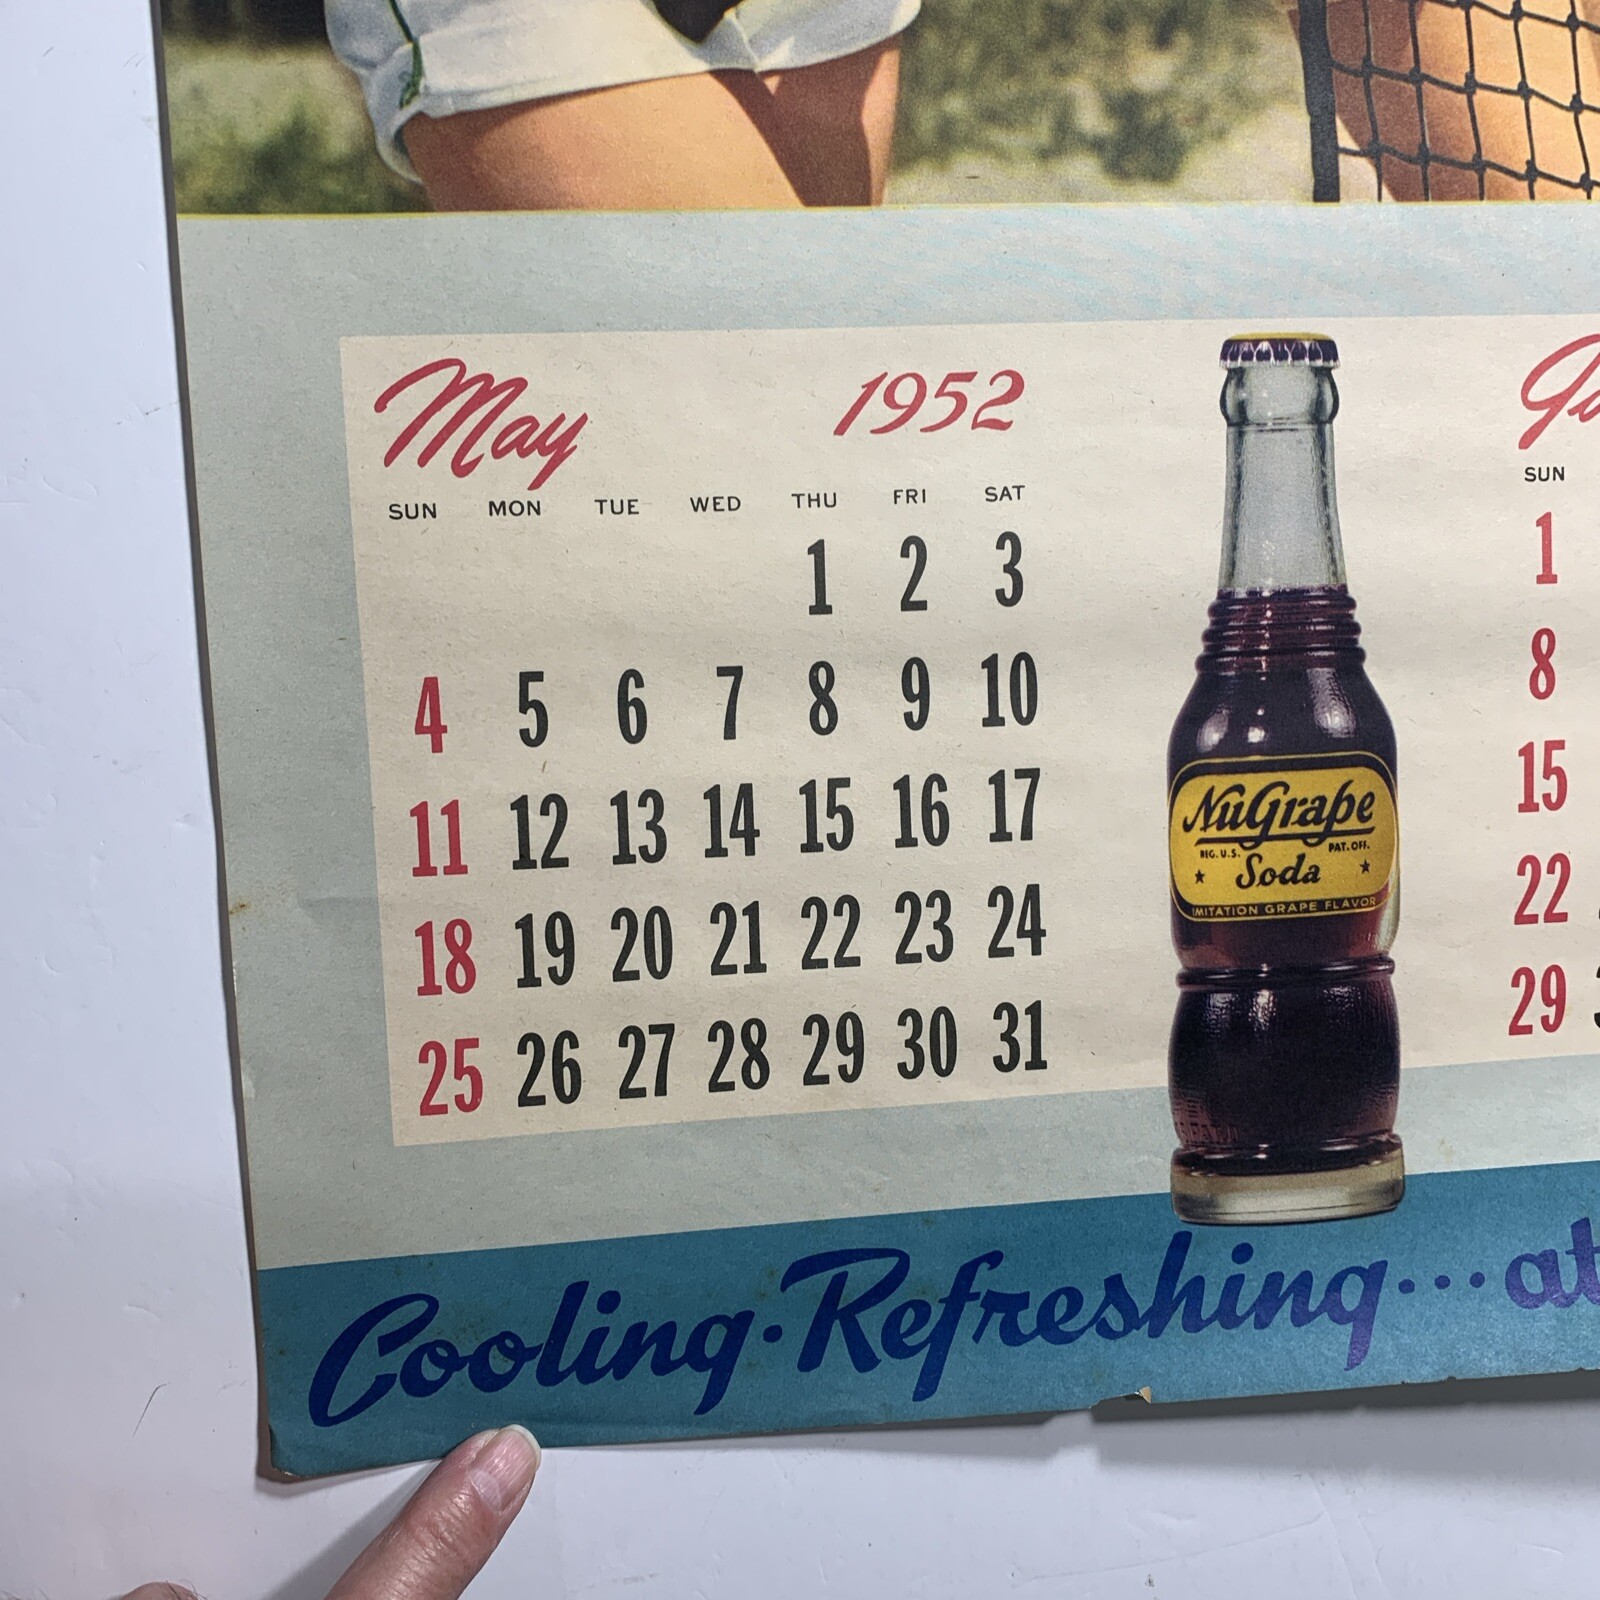 May 1952
SUN MON TUE WED THU FRI SAT
1 2 3
4 5 6 7 8 9 10
11 12 13 14 15 16 17
18 19 20 21 22 23 24
25 26 27 28 29 30 31
NuGrape
REG. U.S. PAT. OFF.
Soda
IMITATION GRAPE FLAVOR
SUN
1
8
15
22
29
Cooling·Refreshing...at